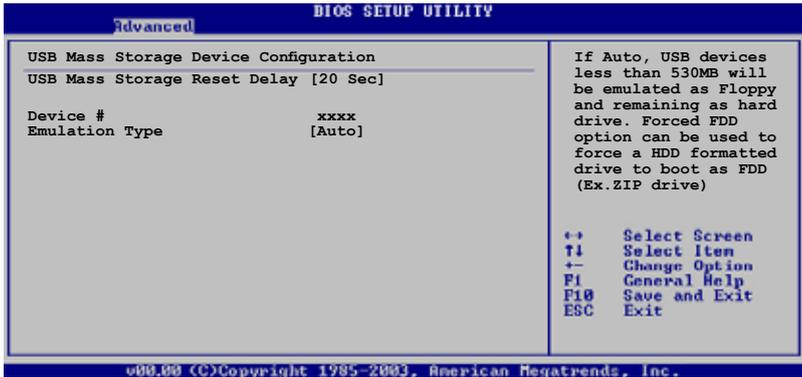 BIOS SETUP UTILITY
Advanced
USB Mass Storage Device Configuration
USB Mass Storage Reset Delay [20 Sec]
Device # xxxx
Emulation Type [Auto]
If Auto, USB devices
less than 530MB will
be emulated as Floppy
and remaining as hard
drive. Forced FDD
option can be used to
force a HDD formatted
drive to boot as FDD
(Ex.ZIP drive)
↔ Select Screen
↑↓ Select Item
+- Change Option
F1 General Help
F10 Save and Exit
ESC Exit
v00.00 (C)Copyright 1985-2003, American Megatrends, Inc.